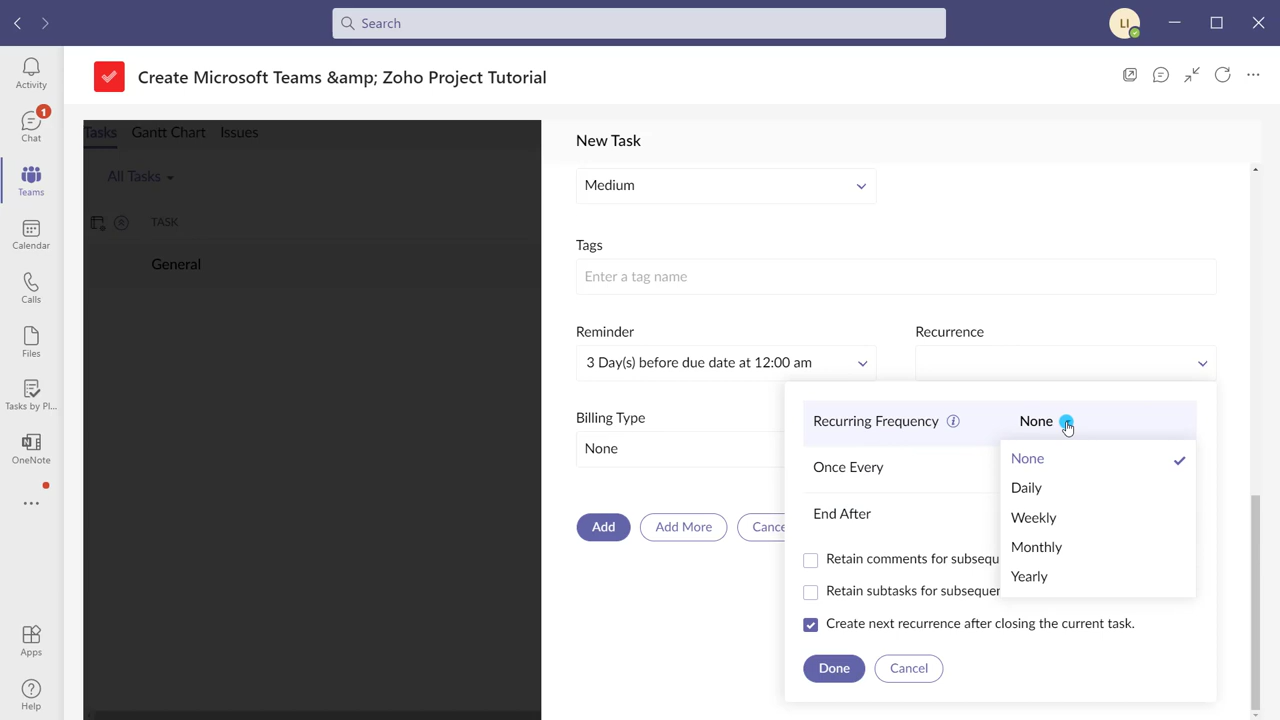 Search
LI
Activity
Create Microsoft Teams &amp; Zoho Project Tutorial
1
Chat
Tasks Gantt Chart Issues
New Task
All Tasks
Medium
Teams
TASK
Calendar
Tags
General
Enter a tag name
Calls
Reminder Recurrence
Files
3 Day(s) before due date at 12:00 am
Tasks by Pl...
Billing Type
Recurring Frequency i None
None
OneNote
None
Once Every
Daily
...
End After
Weekly
Add Add More Cance
Monthly
Retain comments for subsequ
Yearly
Retain subtasks for subsequer
Create next recurrence after closing the current task.
Apps
Done Cancel
Help